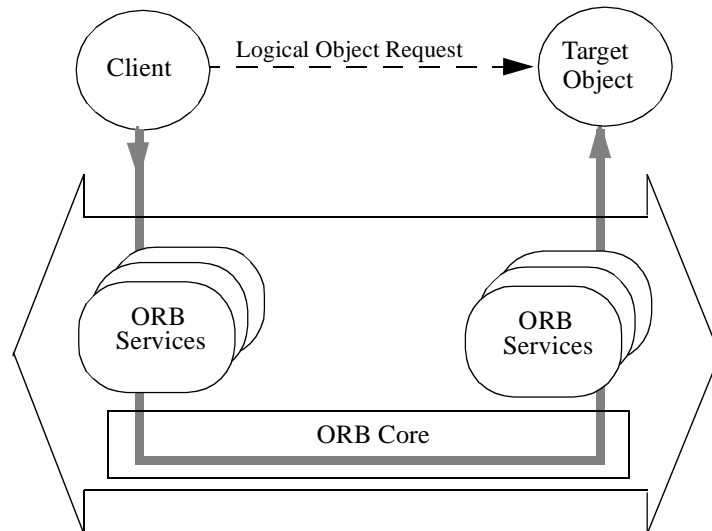 Client
Logical Object Request
Target
Object
ORB
Services
ORB
Services
ORB Core